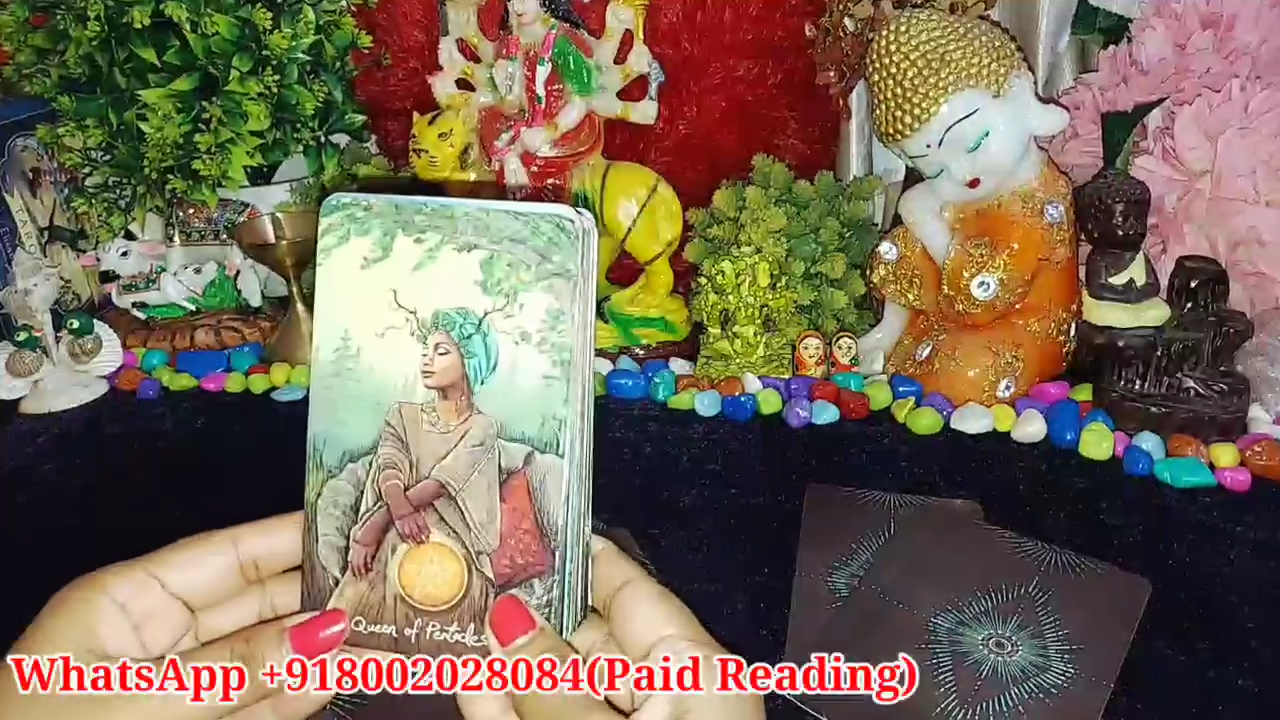 Queen of Pentacles
WhatsApp +918002028084(Paid Reading)